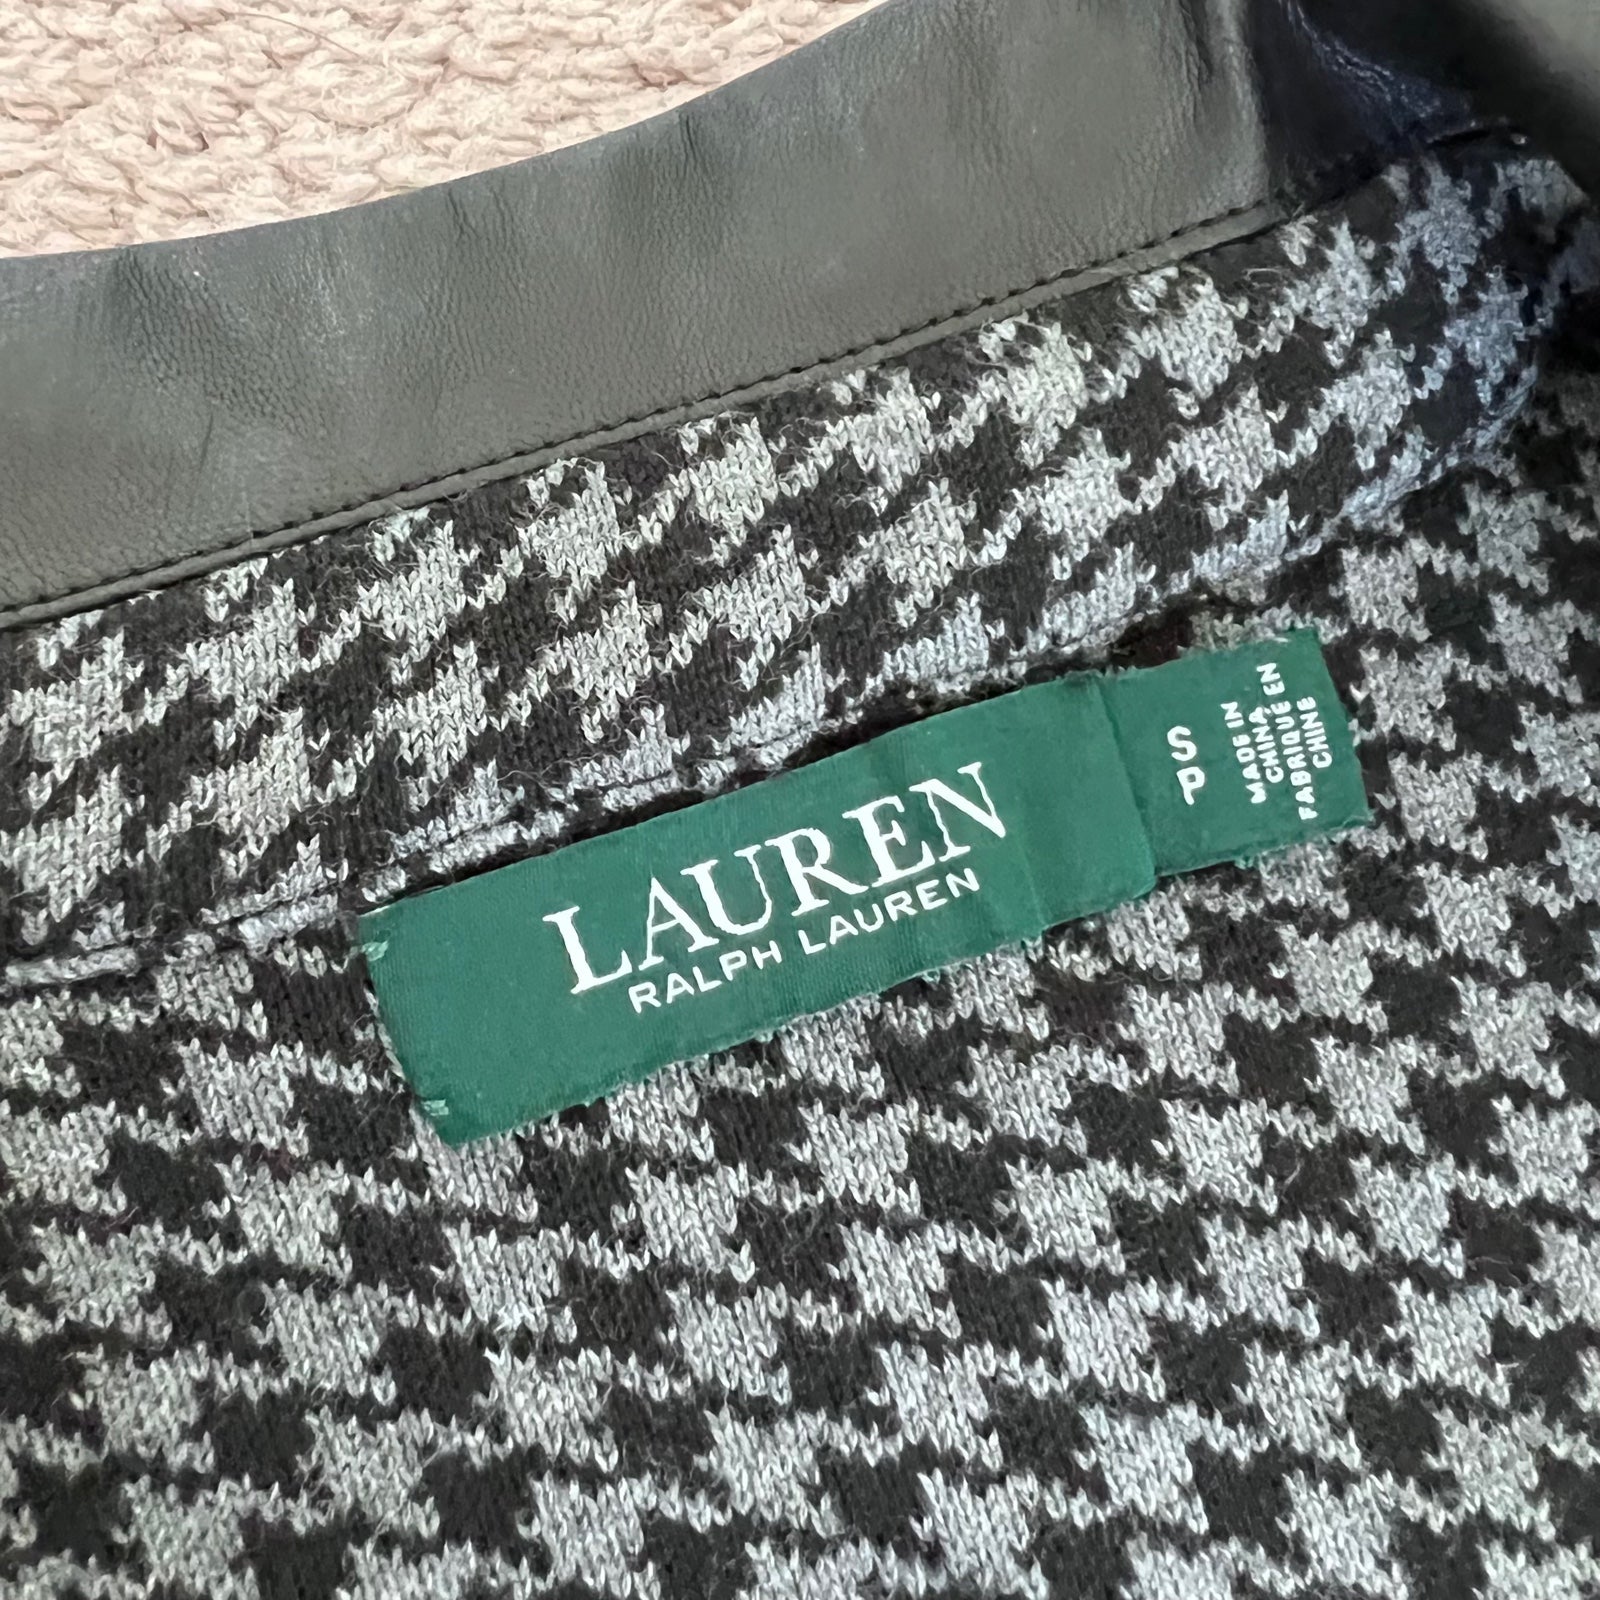 LAUREN
RALPH LAUREN
S
P
MADE IN
CHINA
FABRIQUÉ EN
CHINE